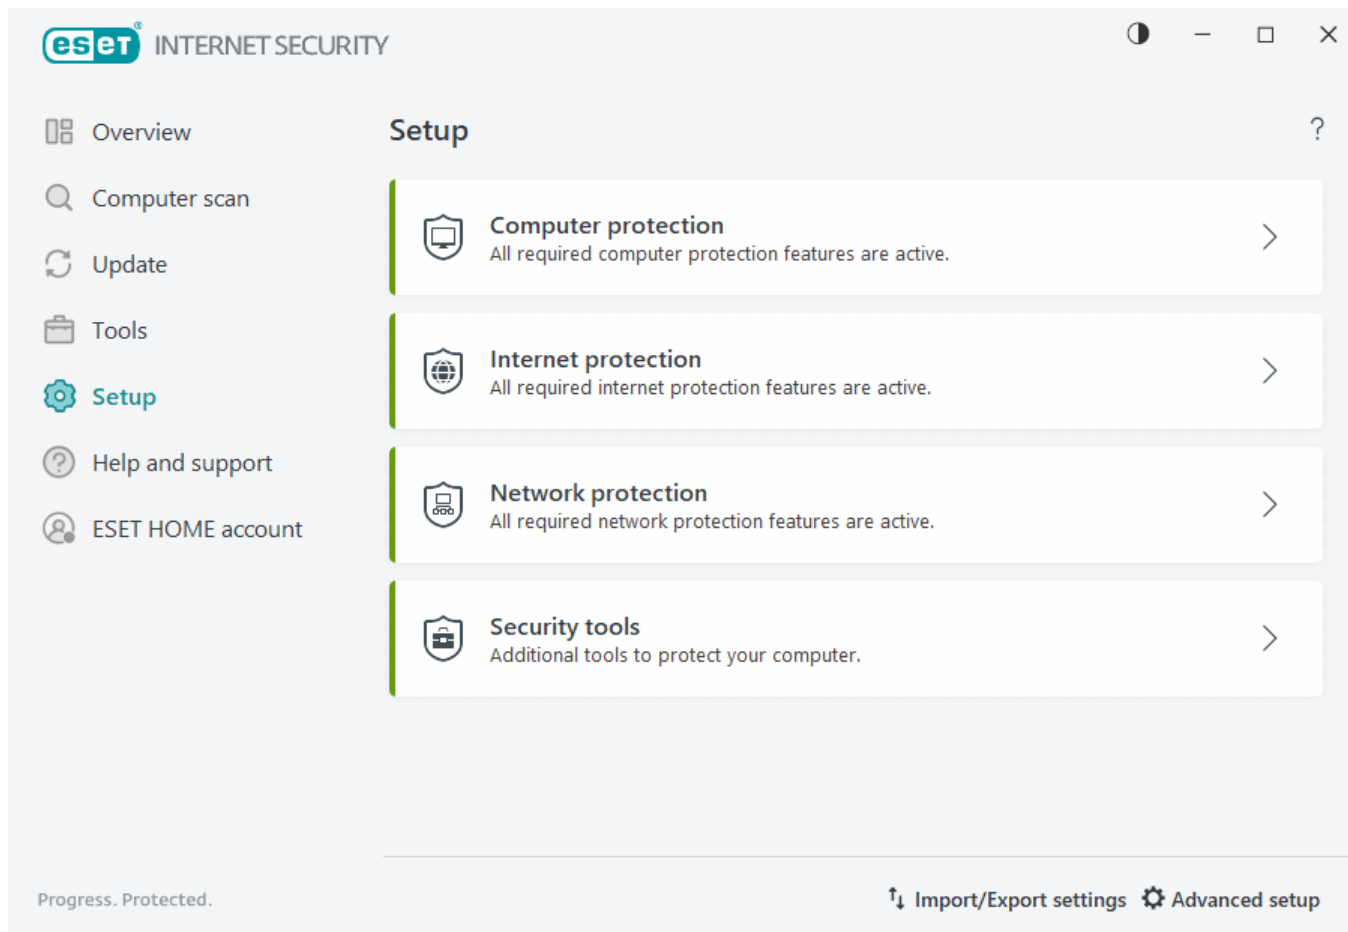 eset® INTERNET SECURITY
Overview
Computer scan
Update
Tools
Setup
Help and support
ESET HOME account
Setup
?
Computer protection
All required computer protection features are active.
Internet protection
All required internet protection features are active.
Network protection
All required network protection features are active.
Security tools
Additional tools to protect your computer.
Progress. Protected.
Import/Export settings
Advanced setup